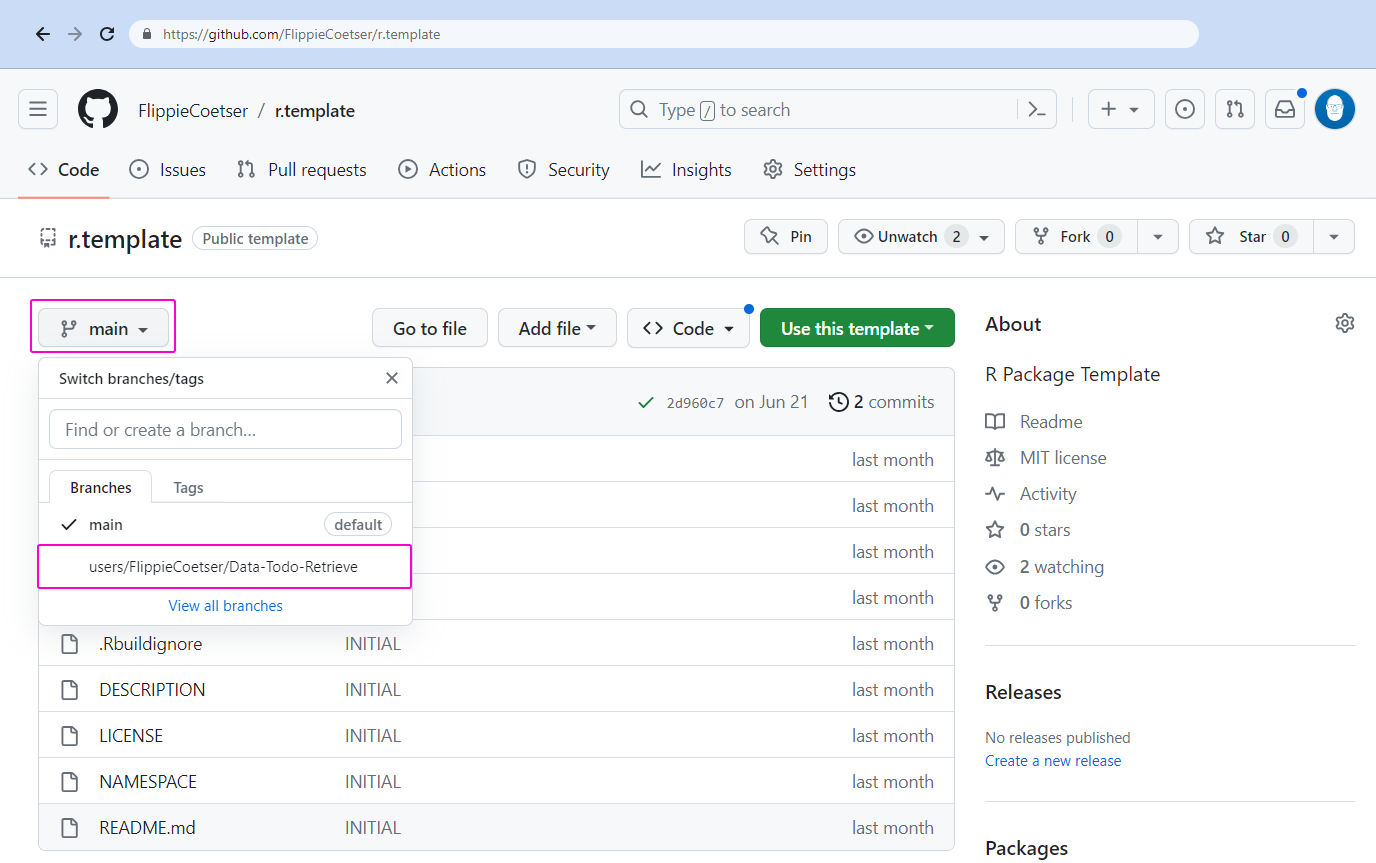 https://github.com/FlippieCoetser/r.template
FlippieCoetser / r.template
Type / to search
Code Issues Pull requests Actions Security Insights Settings
r.template Public template
Pin Unwatch 2 Fork 0 Star 0
main Go to file Add file Code Use this template
Switch branches/tags
Find or create a branch...
Branches Tags
main default
users/FlippieCoetser/Data-Todo-Retrieve
View all branches
2d960c7 on Jun 21 2 commits
last month
last month
last month
last month
.Rbuildignore INITIAL last month
DESCRIPTION INITIAL last month
LICENSE INITIAL last month
NAMESPACE INITIAL last month
README.md INITIAL last month
About
R Package Template
Readme
MIT license
Activity
0 stars
2 watching
0 forks
Releases
No releases published
Create a new release
Packages